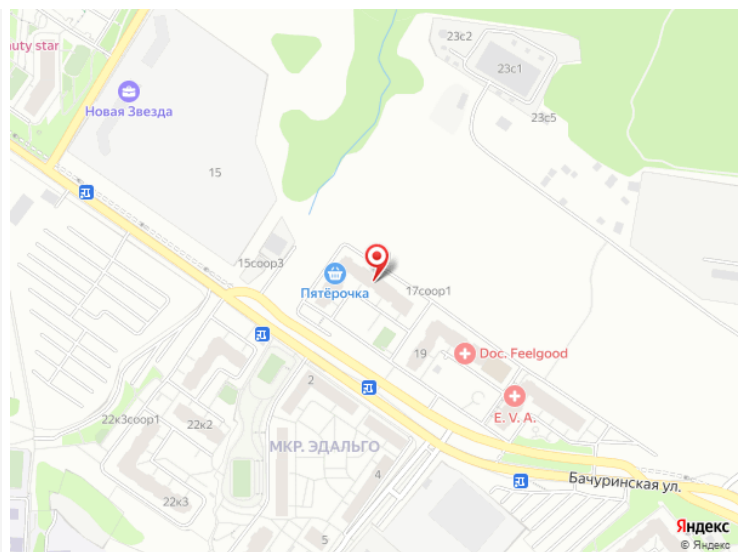 23с2
23с1
auty star
Новая Звезда
23с5
15
15соор3
Пятёрочка
17соор1
19
Doc. Feelgood
2
E. V. A.
22к3соор1
22к2
МКР. ЭДАЛЬГО
4
Бачуринская ул.
22к3
5
Яндекс
© Яндекс